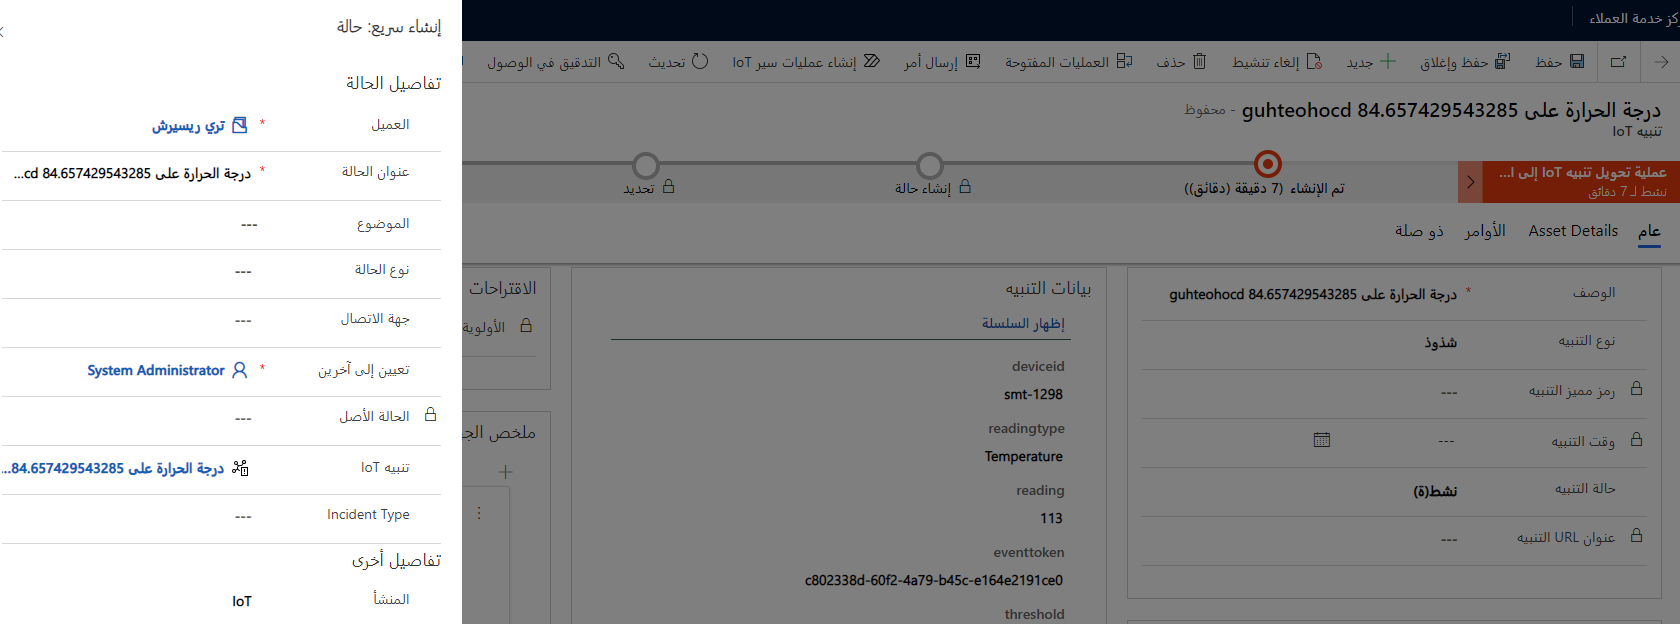 ركز خدمة العملاء
حفظ
حفظ وإغلاق
جديد
إلغاء تنشيط
حذف
العمليات المفتوحة
إرسال أمر
إنشاء عمليات سير IoT
تحديث
التدقيق في الوصول
درجة الحرارة على 84.657429543285 guhteohocd - محفوظ
تنبيه IoT
عملية تحويل تنبيه IoT إلى ا...
نشط لـ 7 دقائق
تم الإنشاء (7 دقيقة (دقائق))
إنشاء حالة
تحديد
عام
Asset Details
الأوامر
ذو صلة
الوصف * درجة الحرارة على 84.657429543285 guhteohocd
نوع التنبيه شذوذ
رمز مميز التنبيه ---
وقت التنبيه ---
حالة التنبيه نشط(ة)
عنوان URL التنبيه ---
بيانات التنبيه
إظهار السلسلة
deviceid
smt-1298
readingtype
Temperature
reading
113
eventtoken
c802338d-60f2-4a79-b45c-e164e2191ce0
threshold
الاقتراحات
الأولوية
ملخص الج
إنشاء سريع: حالة
تفاصيل الحالة
العميل * تري ريسيرش
عنوان الحالة * درجة الحرارة على 84.657429543285 cd...
الموضوع ---
نوع الحالة ---
جهة الاتصال ---
تعيين إلى آخرين * System Administrator
الحالة الأصل ---
تنبيه IoT درجة الحرارة على 84.657429543285...
Incident Type ---
تفاصيل أخرى
المنشأ IoT